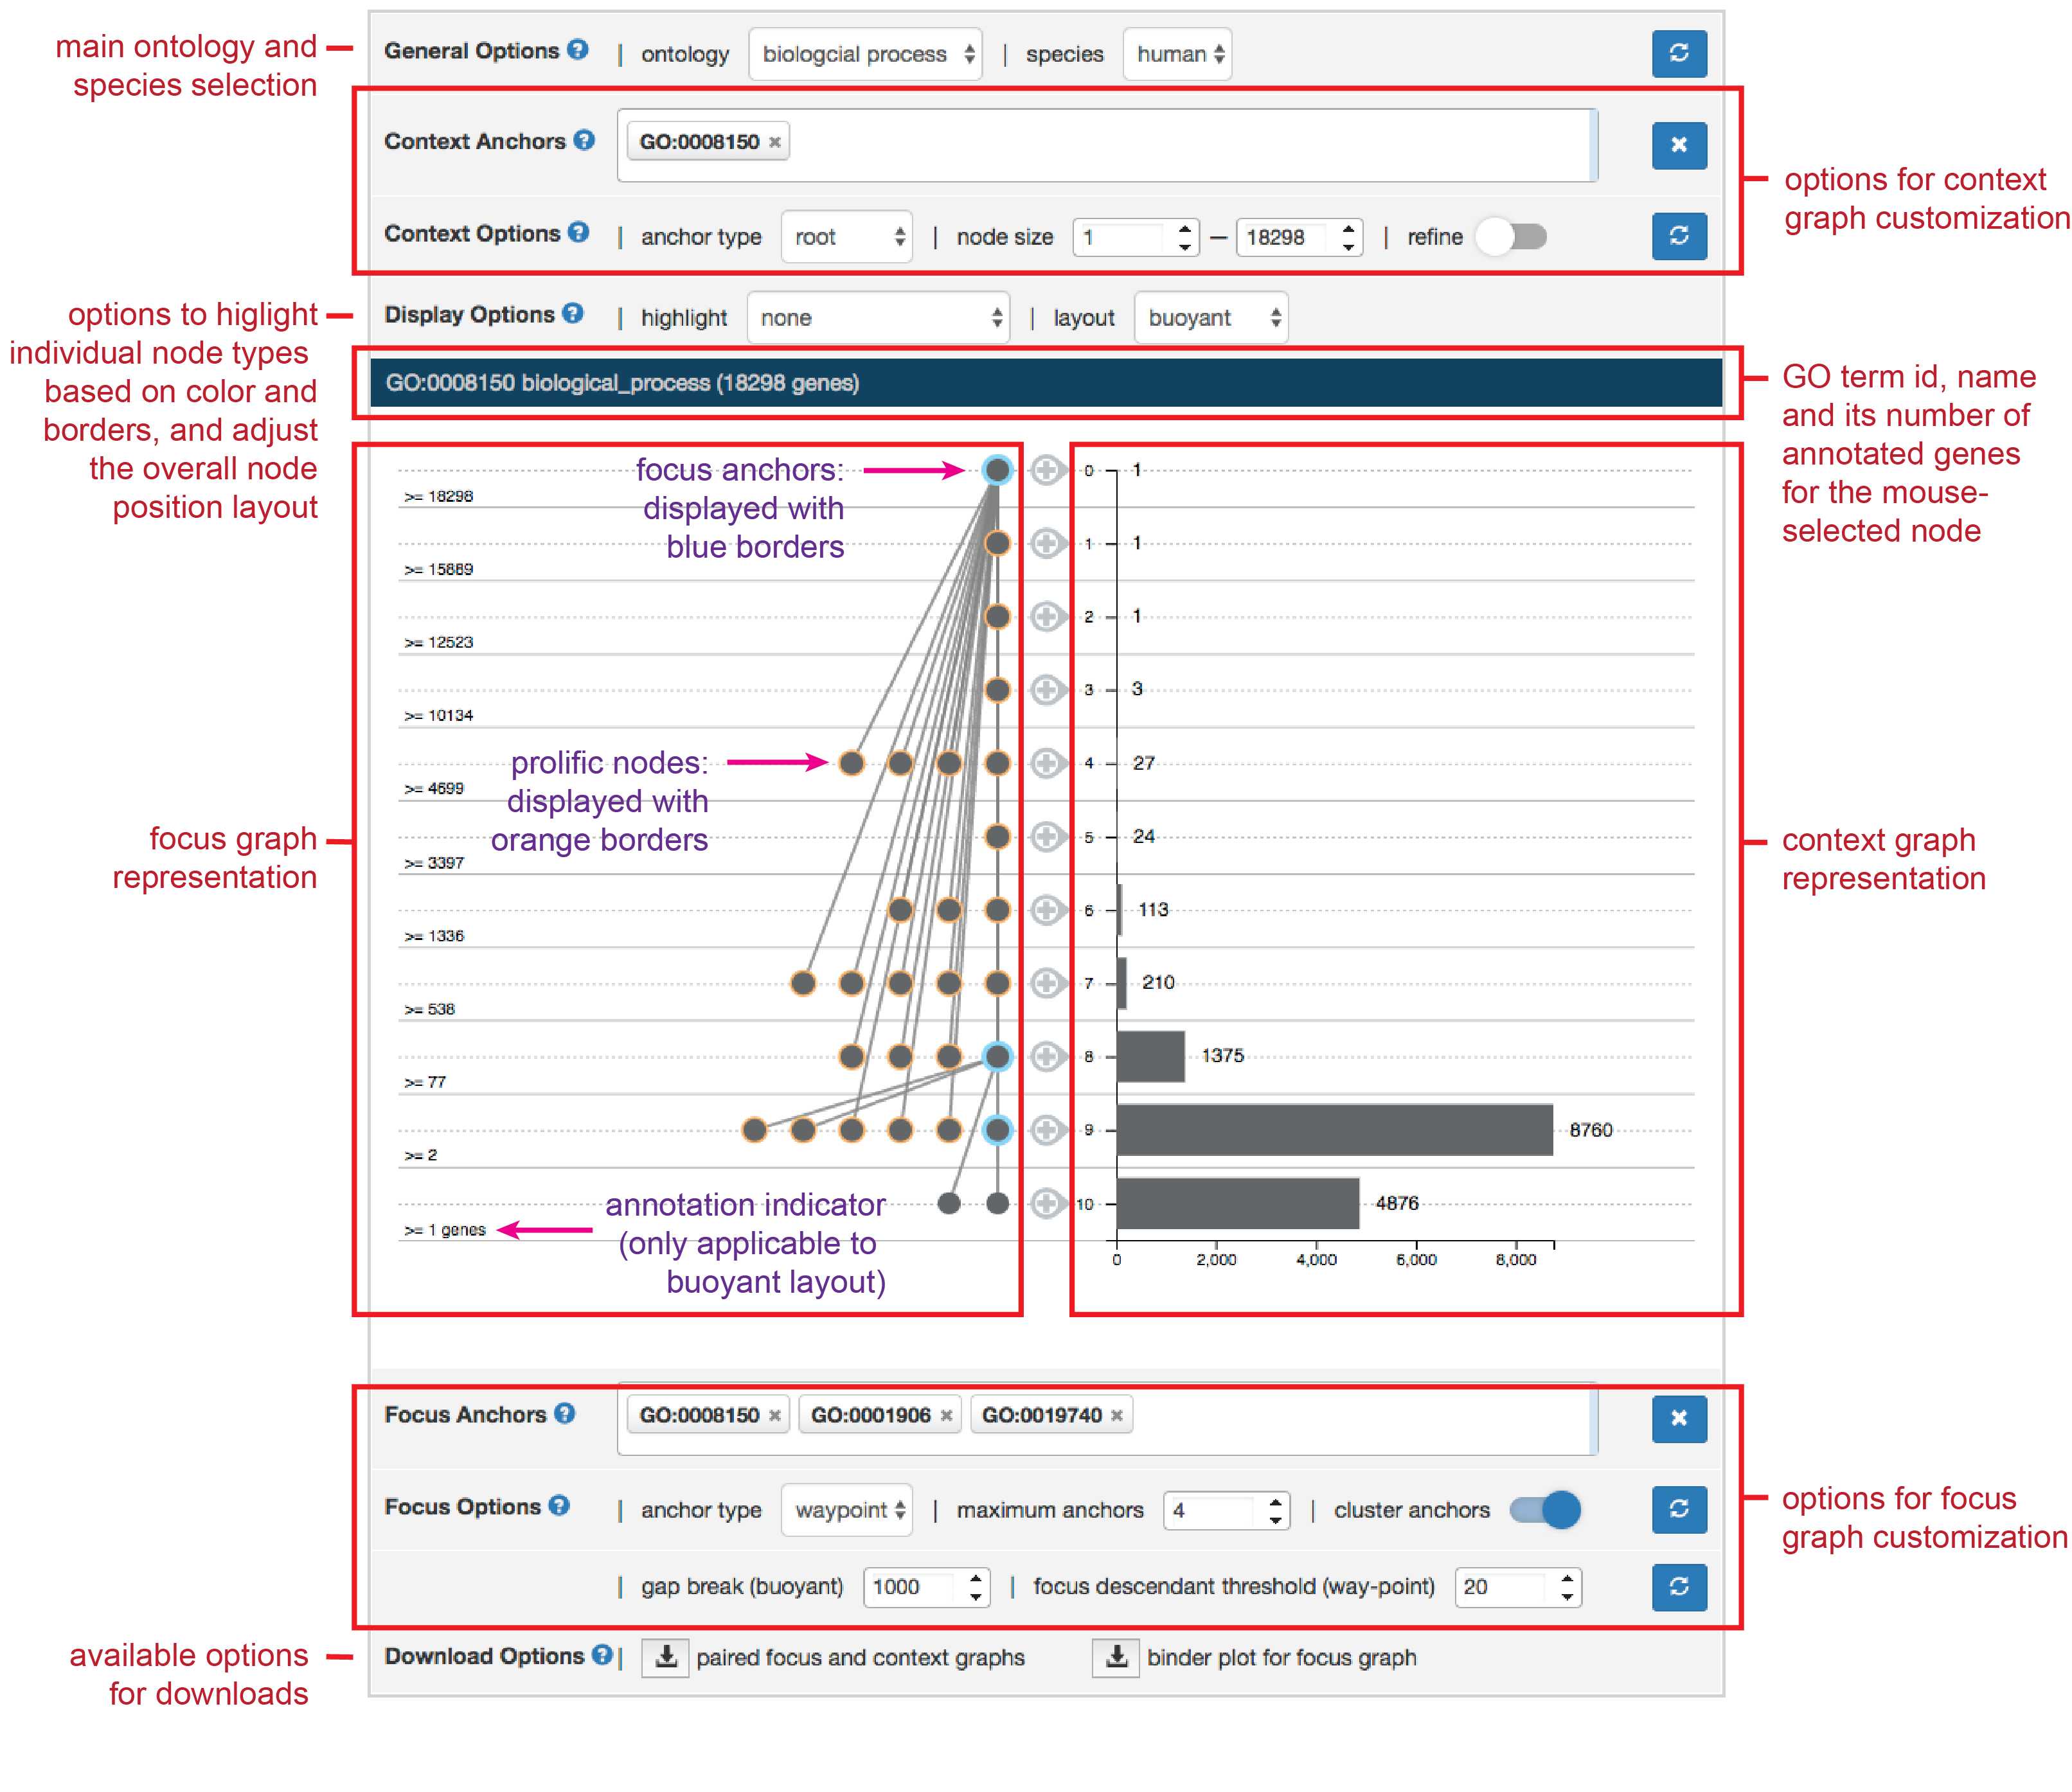 main ontology and
species selection
General Options ? | ontology biologcial process | species human
Context Anchors ? GO:0008150 ×
options for context
graph customization
Context Options ? | anchor type root | node size 1 – 18298 | refine
options to higlight
individual node types
based on color and
borders, and adjust
the overall node
position layout
Display Options ? | highlight none | layout buoyant
GO:0008150 biological_process (18298 genes)
GO term id, name
and its number of
annotated genes
for the mouse-
selected node
focus anchors:
displayed with
blue borders
0 1
>= 18298
1 1
>= 15889
2 1
>= 12523
3 3
>= 10134
prolific nodes:
displayed with
orange borders
4 27
>= 4699
5 24
>= 3397
focus graph
representation
context graph
representation
6 113
>= 1336
7 210
>= 538
8 1375
>= 77
9 8760
>= 2
10 4876
>= 1 genes
annotation indicator
(only applicable to
buoyant layout)
0 2,000 4,000 6,000 8,000
Focus Anchors ? GO:0008150 × GO:0001906 × GO:0019740 ×
Focus Options ? | anchor type waypoint | maximum anchors 4 | cluster anchors
| gap break (buoyant) 1000 | focus descendant threshold (way-point) 20
options for focus
graph customization
available options
for downloads
Download Options ? | paired focus and context graphs binder plot for focus graph